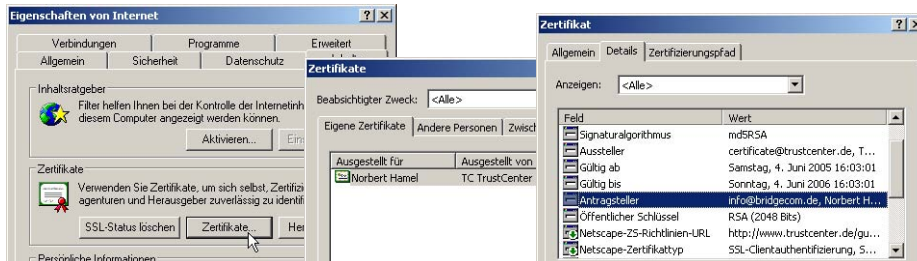 Eigenschaften von Internet
Verbindungen Programme Erweitert
Allgemein Sicherheit Datenschutz
Inhaltsratgeber
Filter helfen Ihnen bei der Kontrolle der Internetinh
diesem Computer angezeigt werden können.
Aktivieren... Ein
Zertifikate
Verwenden Sie Zertifikate, um sich selbst, Zertifizi
agenturen und Herausgeber zuverlässig zu identif
SSL-Status löschen Zertifikate... Her
Persönliche Informationen
Zertifikate
Beabsichtigter Zweck: <Alle>
Eigene Zertifikate Andere Personen Zwisch
Ausgestellt für Ausgestellt von
Norbert Hamel TC TrustCenter
Zertifikat
Allgemein Details Zertifizierungspfad
Anzeigen: <Alle>
Feld Wert
Signaturalgorithmus md5RSA
Aussteller certificate@trustcenter.de, T...
Gültig ab Samstag, 4. Juni 2005 16:03:01
Gültig bis Sonntag, 4. Juni 2006 16:03:01
Antragsteller info@bridgecom.de, Norbert H...
Öffentlicher Schlüssel RSA (2048 Bits)
Netscape-ZS-Richtlinien-URL http://www.trustcenter.de/gu...
Netscape-Zertifikattyp SSL-Clientauthentifizierung, S...